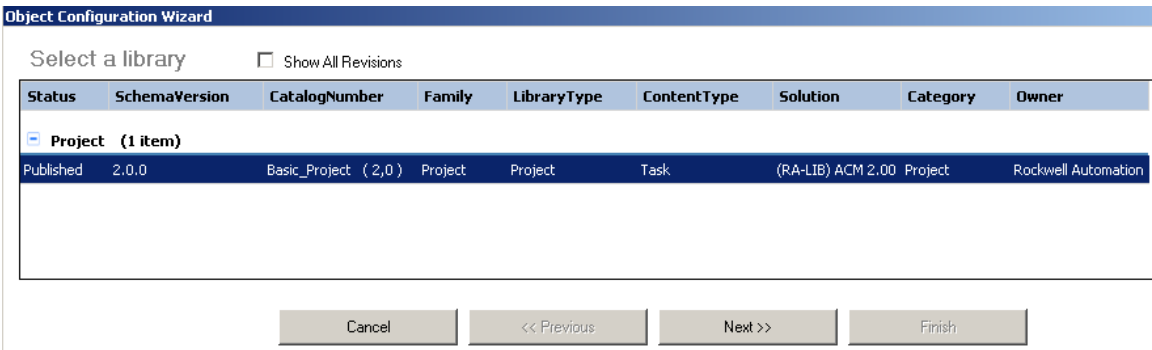 Object Configuration Wizard
Select a library Show All Revisions
Status SchemaVersion CatalogNumber Family LibraryType ContentType Solution Category Owner
Project (1 item)
Published 2.0.0 Basic_Project ( 2,0 ) Project Project Task (RA-LIB) ACM 2.00 Project Rockwell Automation
Cancel << Previous Next >> Finish